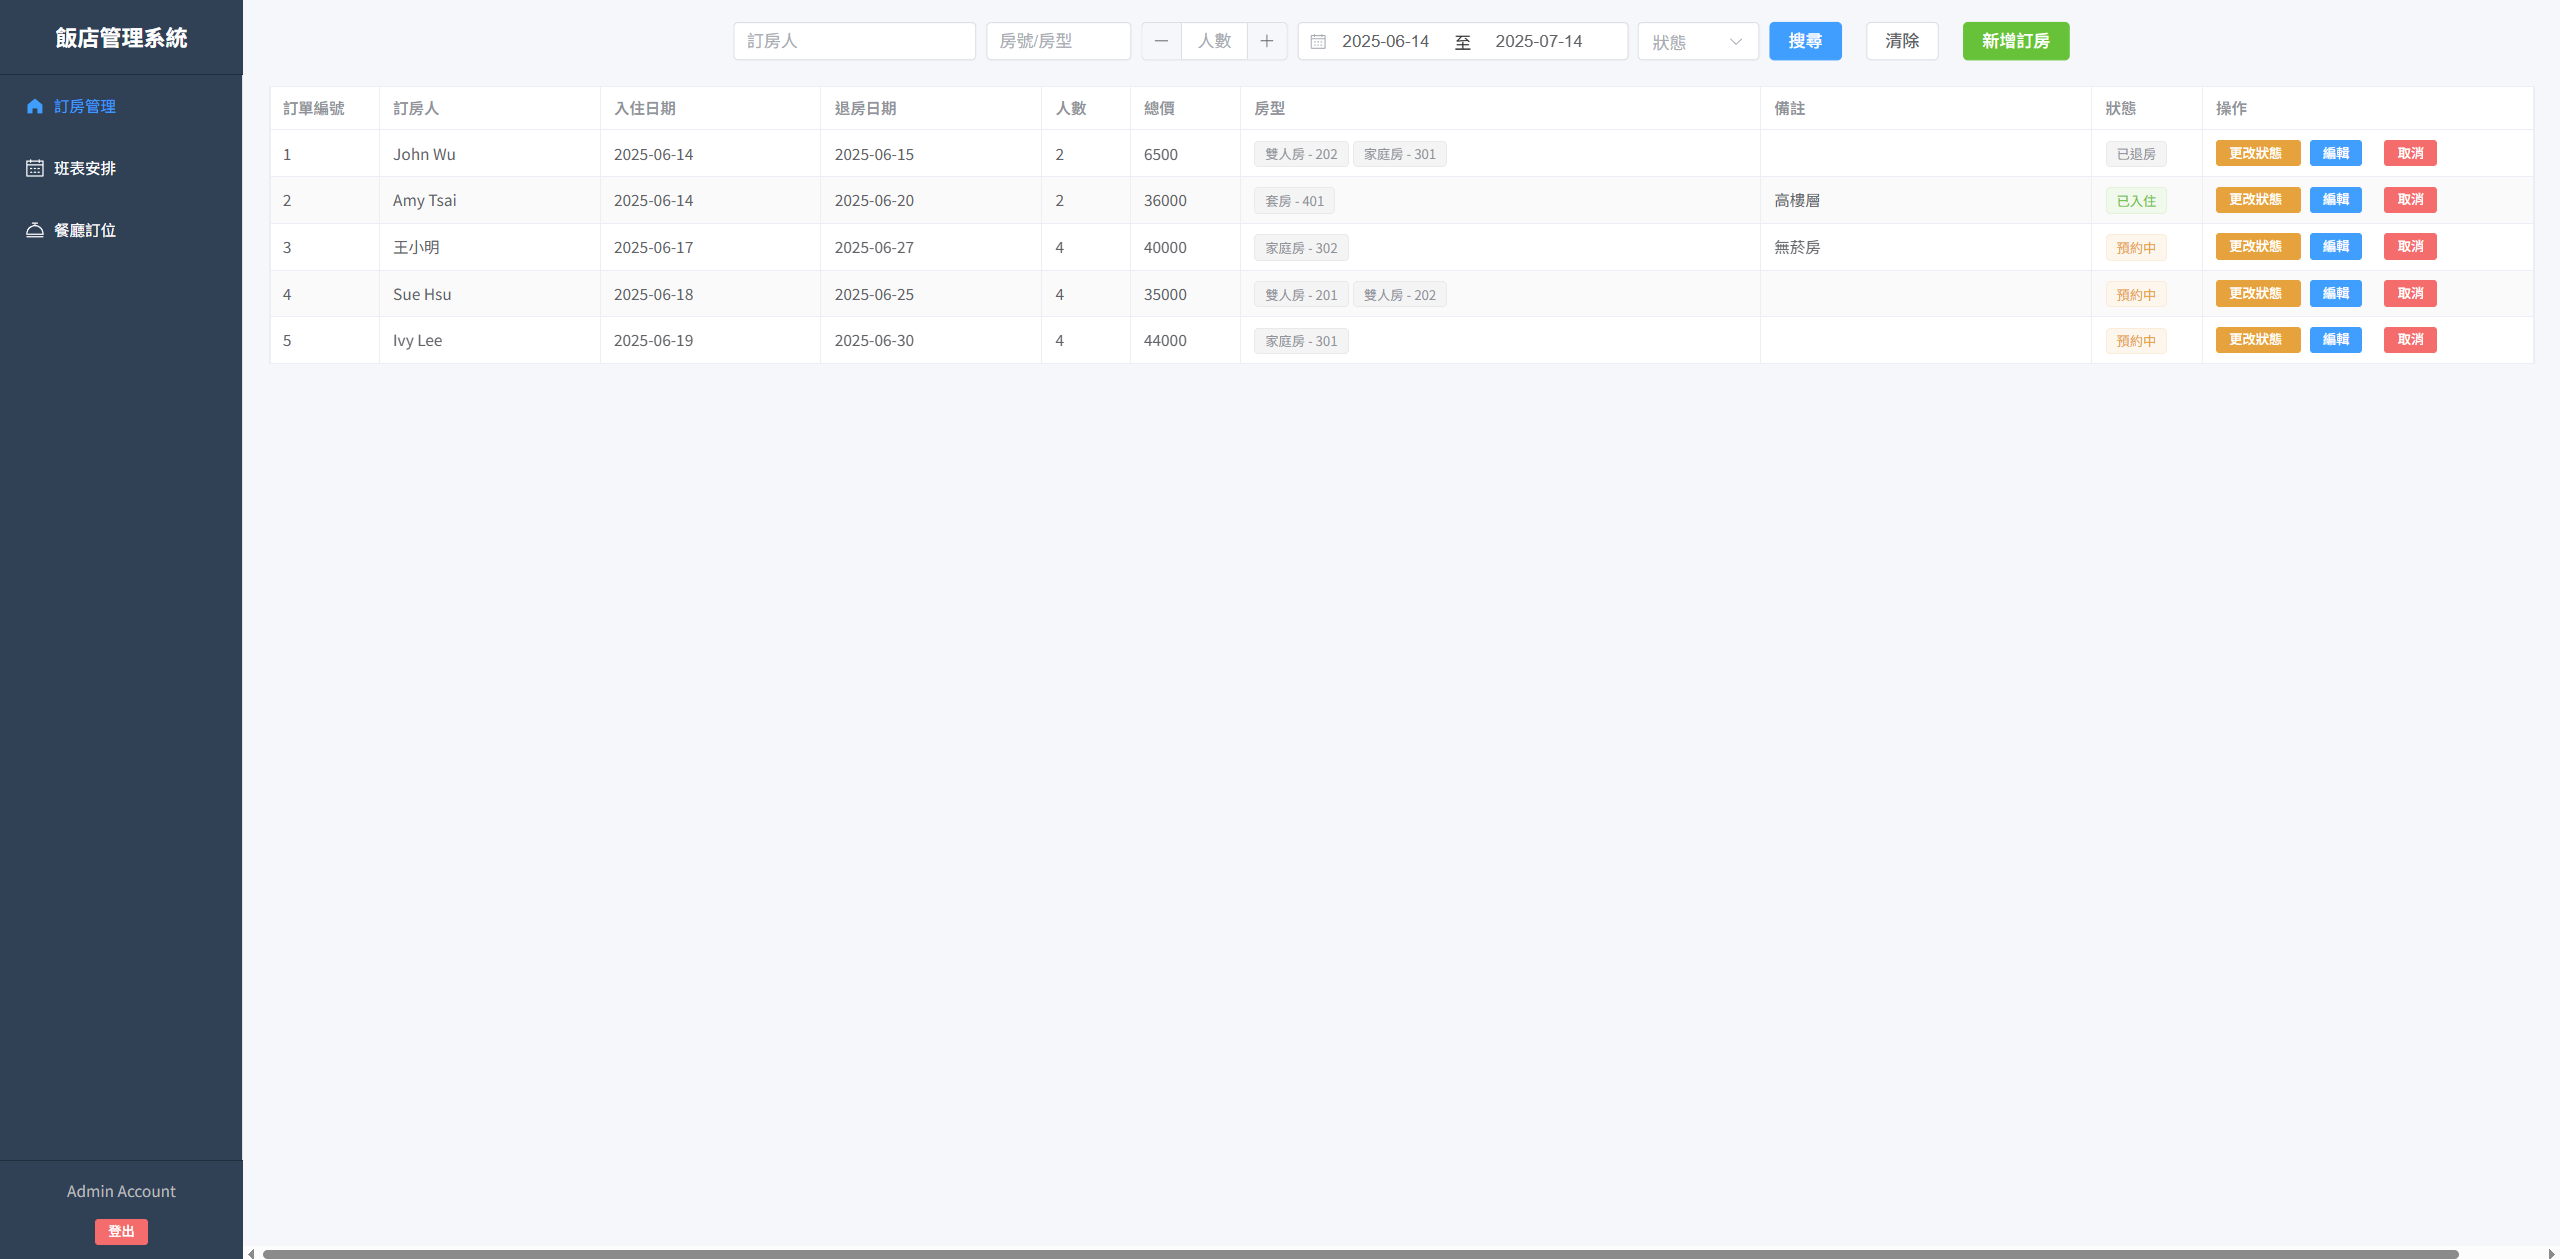 飯店管理系統
訂房管理
班表安排
餐廳訂位
Admin Account
登出
訂房人 房號/房型 人數 2025-06-14 至 2025-07-14 狀態 搜尋 清除 新增訂房
訂單編號 訂房人 入住日期 退房日期 人數 總價 房型 備註 狀態 操作
1 John Wu 2025-06-14 2025-06-15 2 6500 雙人房 - 202 家庭房 - 301 已退房 更改狀態 編輯 取消
2 Amy Tsai 2025-06-14 2025-06-20 2 36000 套房 - 401 高樓層 已入住 更改狀態 編輯 取消
3 王小明 2025-06-17 2025-06-27 4 40000 家庭房 - 302 無菸房 預約中 更改狀態 編輯 取消
4 Sue Hsu 2025-06-18 2025-06-25 4 35000 雙人房 - 201 雙人房 - 202 預約中 更改狀態 編輯 取消
5 Ivy Lee 2025-06-19 2025-06-30 4 44000 家庭房 - 301 預約中 更改狀態 編輯 取消